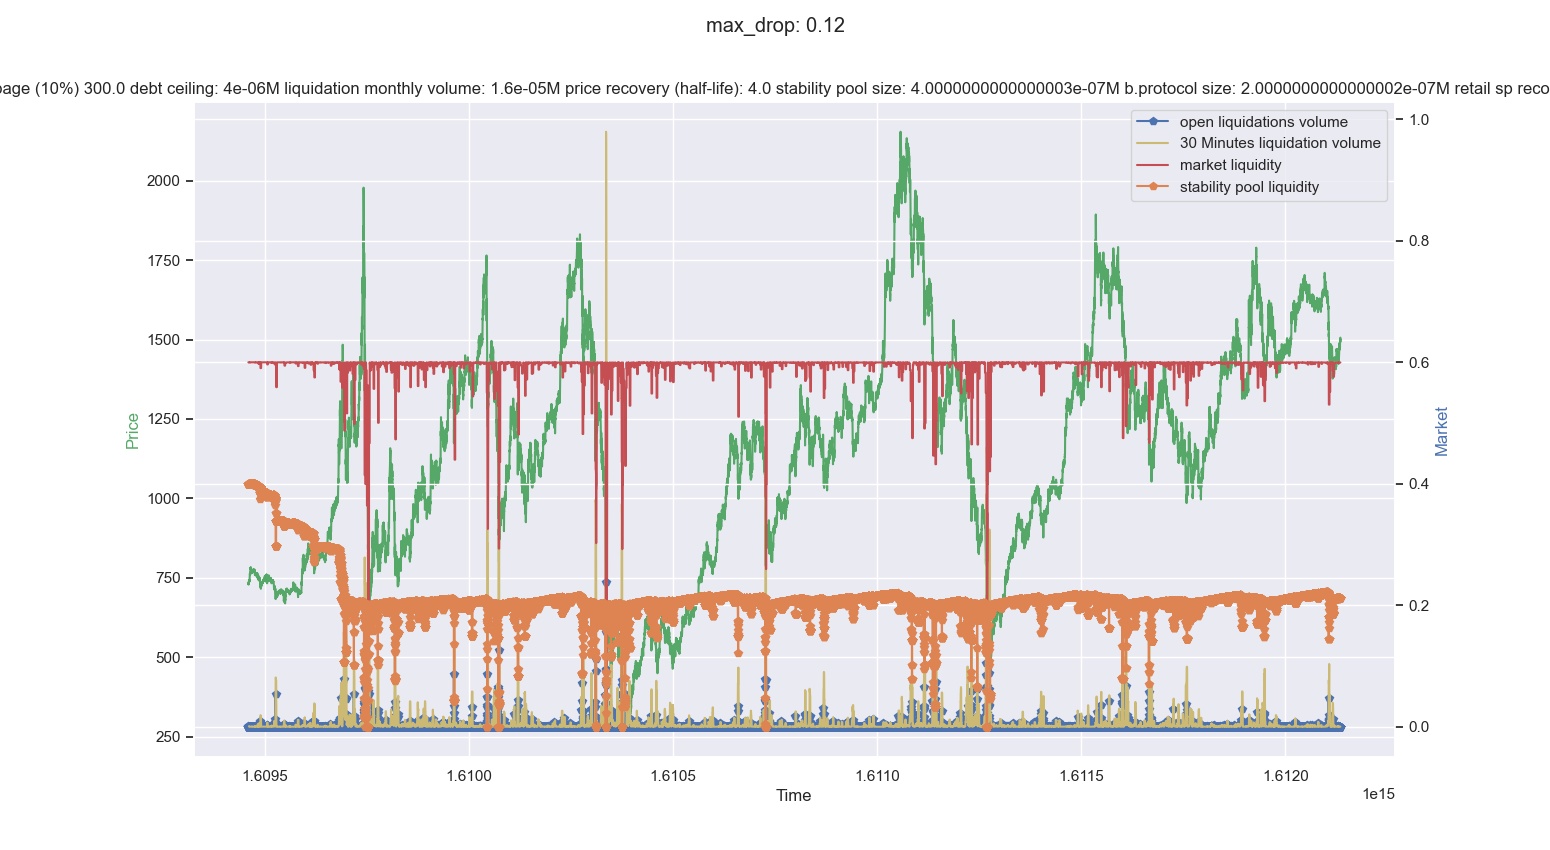 max_drop: 0.12
page (10%) 300.0 debt ceiling: 4e-06M liquidation monthly volume: 1.6e-05M price recovery (half-life): 4.0 stability pool size: 4.0000000000000003e-07M b.protocol size: 2.0000000000000002e-07M retail sp reco
open liquidations volume
30 Minutes liquidation volume
market liquidity
stability pool liquidity
2000
1750
1500
1250
1000
750
500
250
Price
1.0
0.8
0.6
0.4
0.2
0.0
Market
1.6095
1.6100
1.6105
1.6110
1.6115
1.6120
Time
1e15